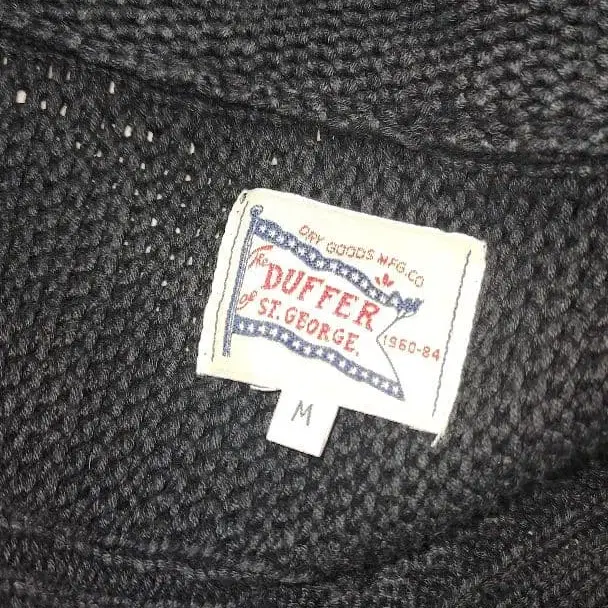 DRY GOODS MFG.CO
The
DUFFER
of ST. GEORGE.
1960-84
M